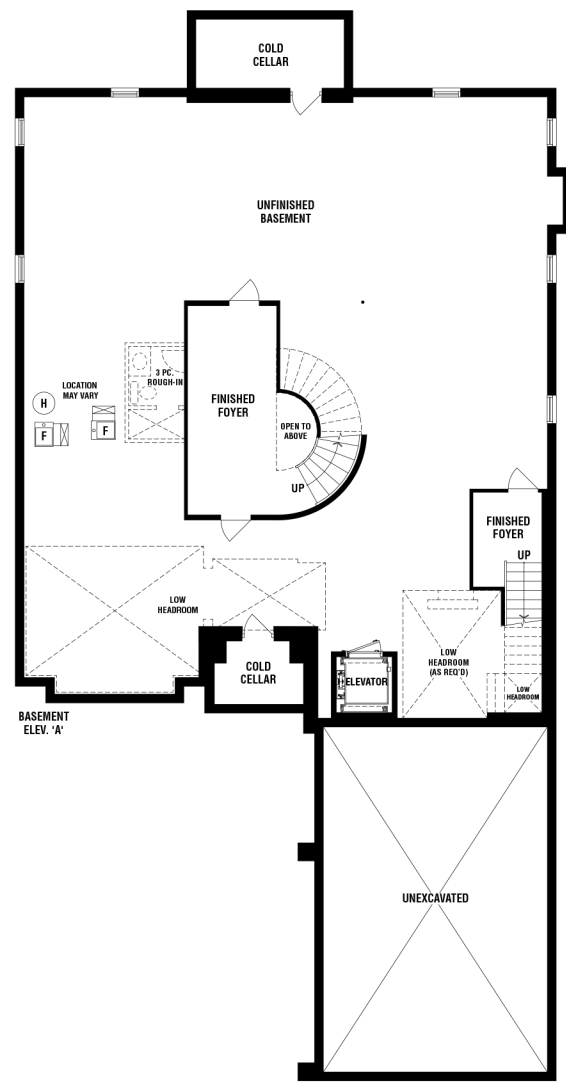 COLD
CELLAR
UNFINISHED
BASEMENT
3 PC.
ROUGH-IN
LOCATION
MAY VARY
H
F
F
FINISHED
FOYER
OPEN TO
ABOVE
UP
FINISHED
FOYER
UP
LOW
HEADROOM
COLD
CELLAR
ELEVATOR
LOW
HEADROOM
(AS REQ'D)
LOW
HEADROOM
BASEMENT
ELEV. 'A'
UNEXCAVATED